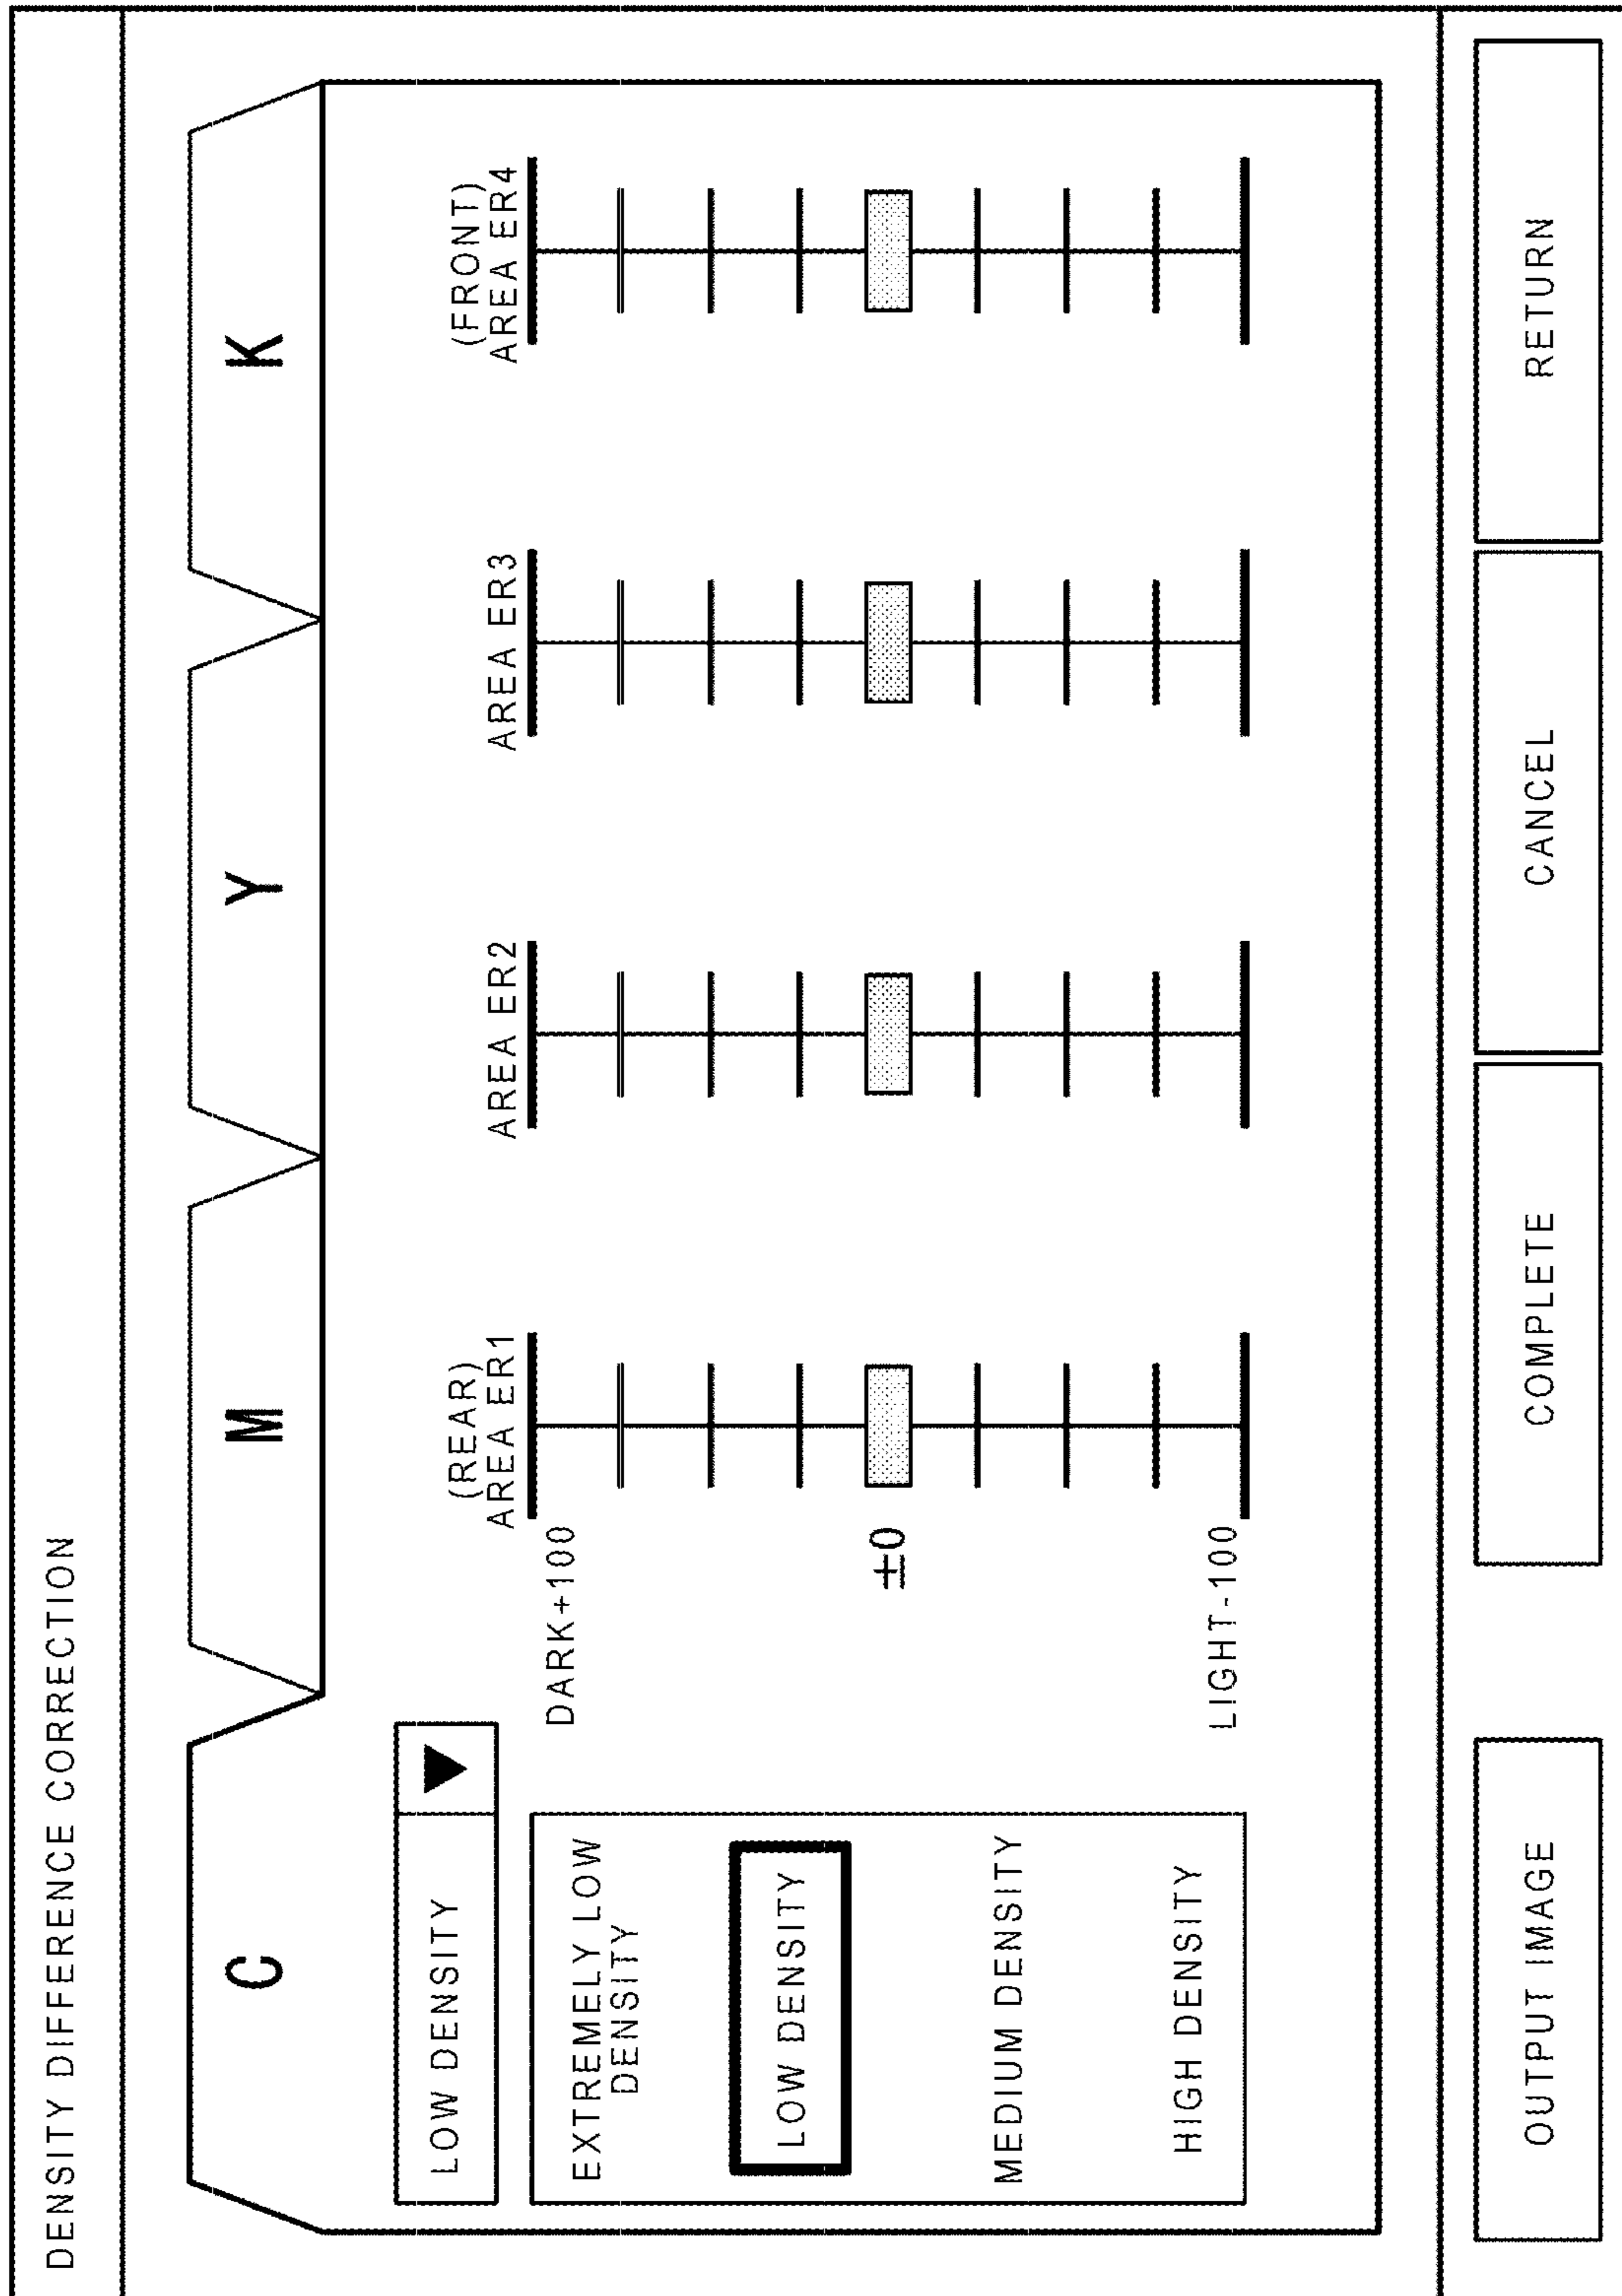 DENSITY DIFFERENCE CORRECTION
C
M
Y
K
LOW DENSITY
EXTREMELY LOW
DENSITY
LOW DENSITY
MEDIUM DENSITY
HIGH DENSITY
DARK+100
±0
LIGHT-100
(REAR)
AREA ER1
AREA ER2
AREA ER3
(FRONT)
AREA ER4
OUTPUT IMAGE
COMPLETE
CANCEL
RETURN